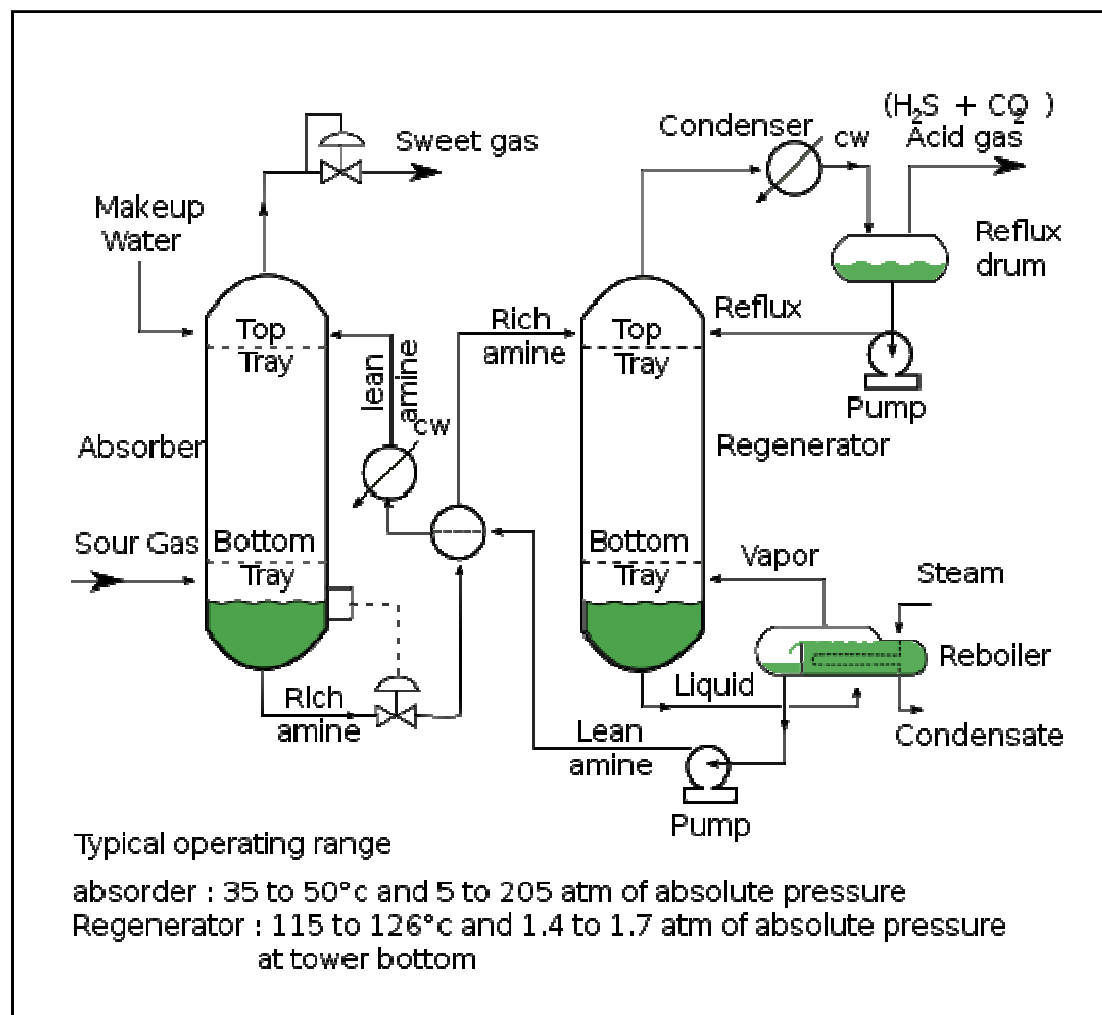 (H2S + CO2 )
Acid gas
Condenser
cw
Sweet gas
Makeup
Water
Reflux
drum
Top
Tray
lean
amine
Rich
amine
Top
Tray
Reflux
Pump
cw
Absorber
Regenerator
Sour Gas
Bottom
Tray
Bottom
Tray
Vapor
Steam
Reboiler
Liquid
Rich
amine
Lean
amine
Condensate
Pump
Typical operating range
absorder : 35 to 50°c and 5 to 205 atm of absolute pressure
Regenerator : 115 to 126°c and 1.4 to 1.7 atm of absolute pressure
at tower bottom